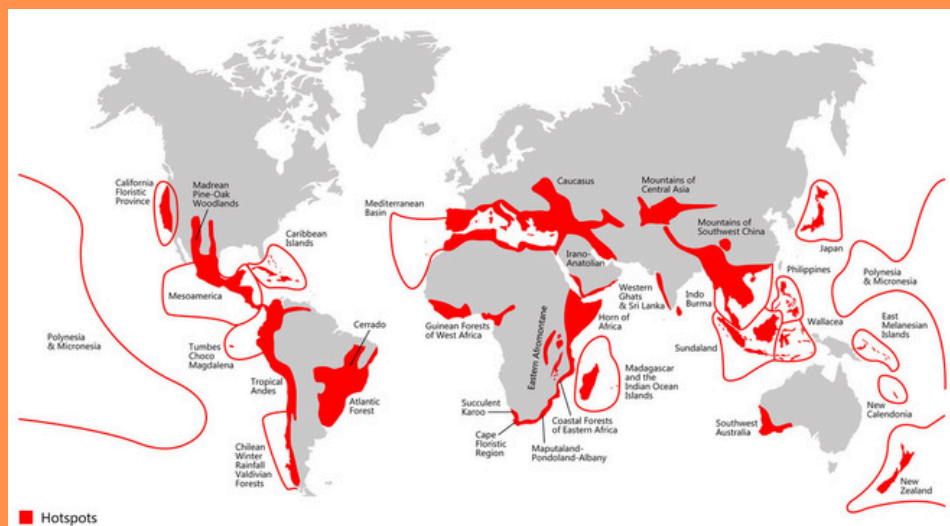 California
Floristic
Province
Madrean
Pine-Oak
Woodlands
Caribbean
Islands
Mesoamerica
Polynesia
& Micronesia
Tumbes
Choco
Magdalena
Tropical
Andes
Cerrado
Atlantic
Forest
Chilean
Winter
Rainfall
Valdivian
Forests
Mediterranean
Basin
Caucasus
Irano-
Anatolian
Mountains of
Central Asia
Mountains of
Southwest China
Japan
Guinean Forests
of West Africa
Eastern Afromontane
Horn of
Africa
Western
Ghats
& Sri Lanka
Indo
Burma
Philippines
Polynesia
& Micronesia
Sundaland
Wallacea
East
Melanesian
Islands
Madagascar
and the
Indian Ocean
Islands
Succulent
Karoo
Cape
Floristic
Region
Coastal Forests
of Eastern Africa
Maputaland-
Pondoland-Albany
Southwest
Australia
New
Calendonia
New
Zealand
Hotspots